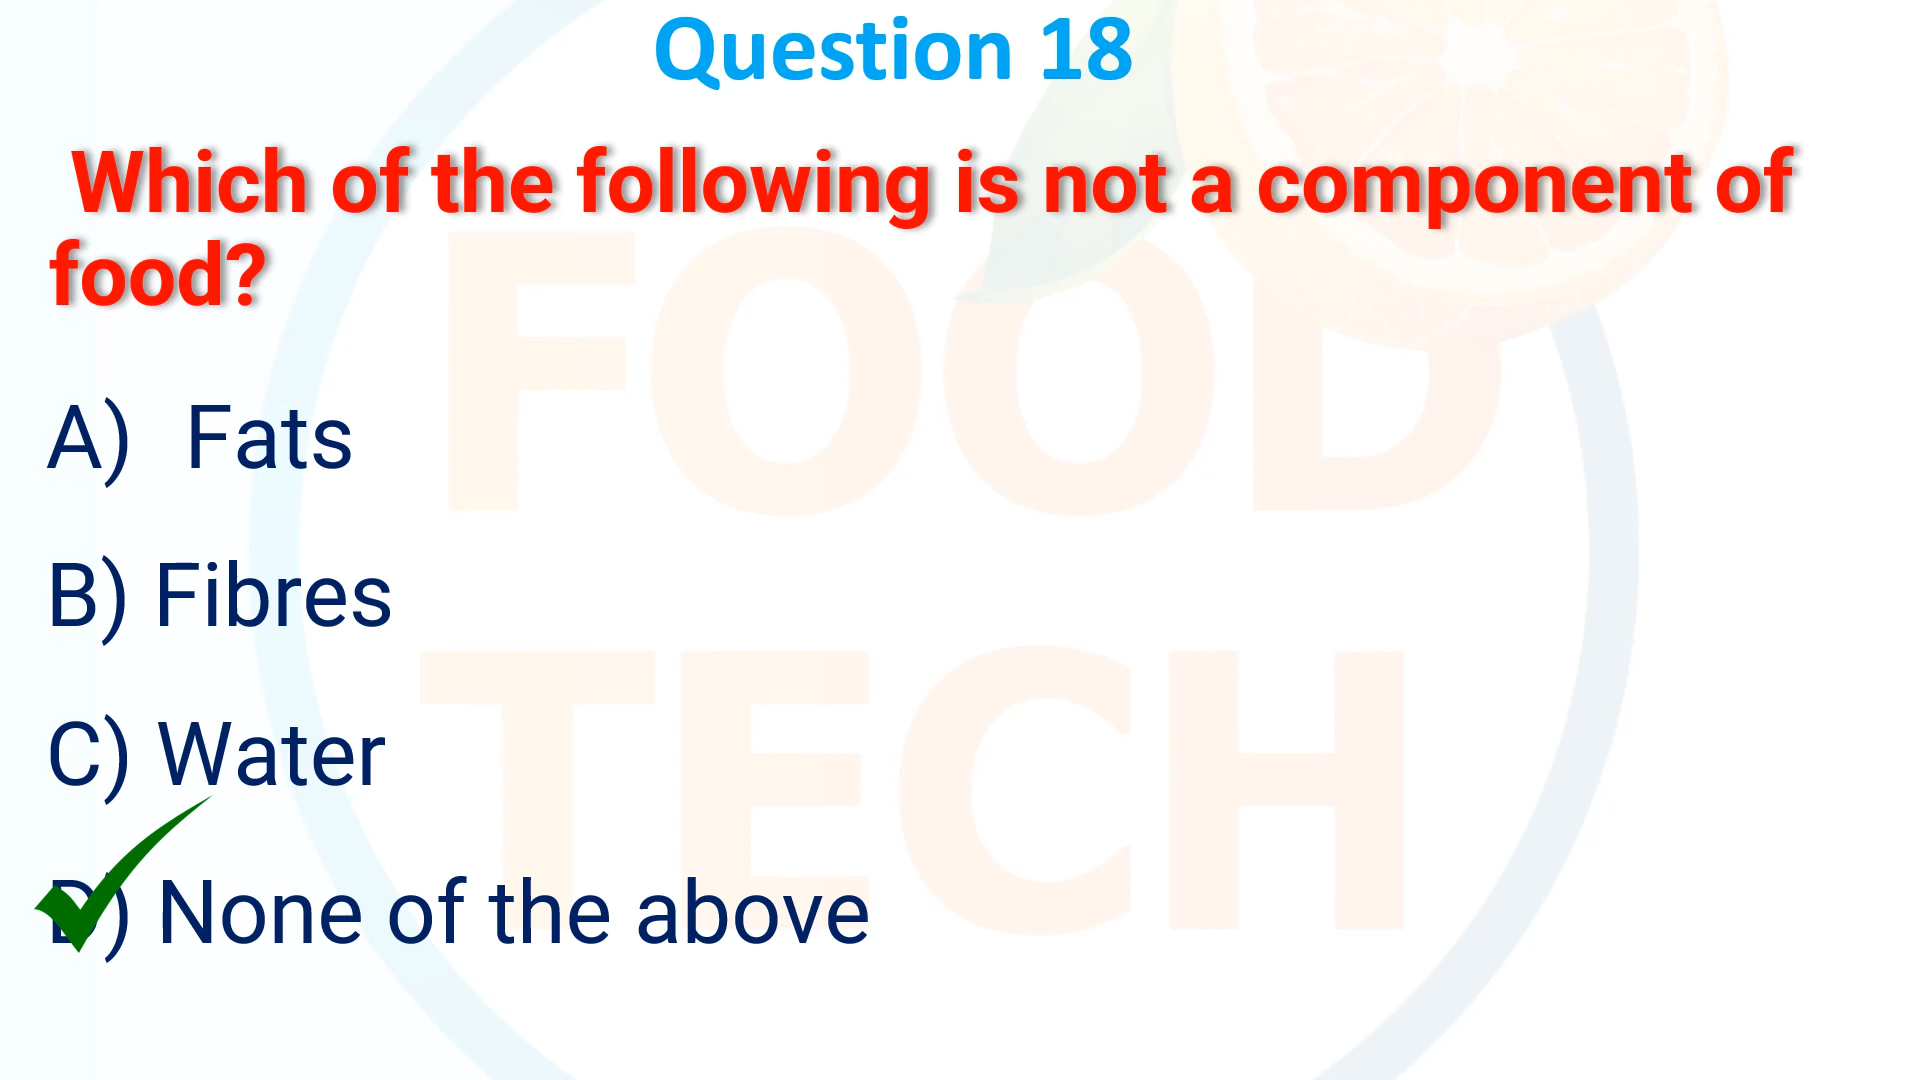 Question 18
Which of the following is not a component of
food?
FOOD
A) Fats
B) Fibres
TECH
C) Water
D) None of the above